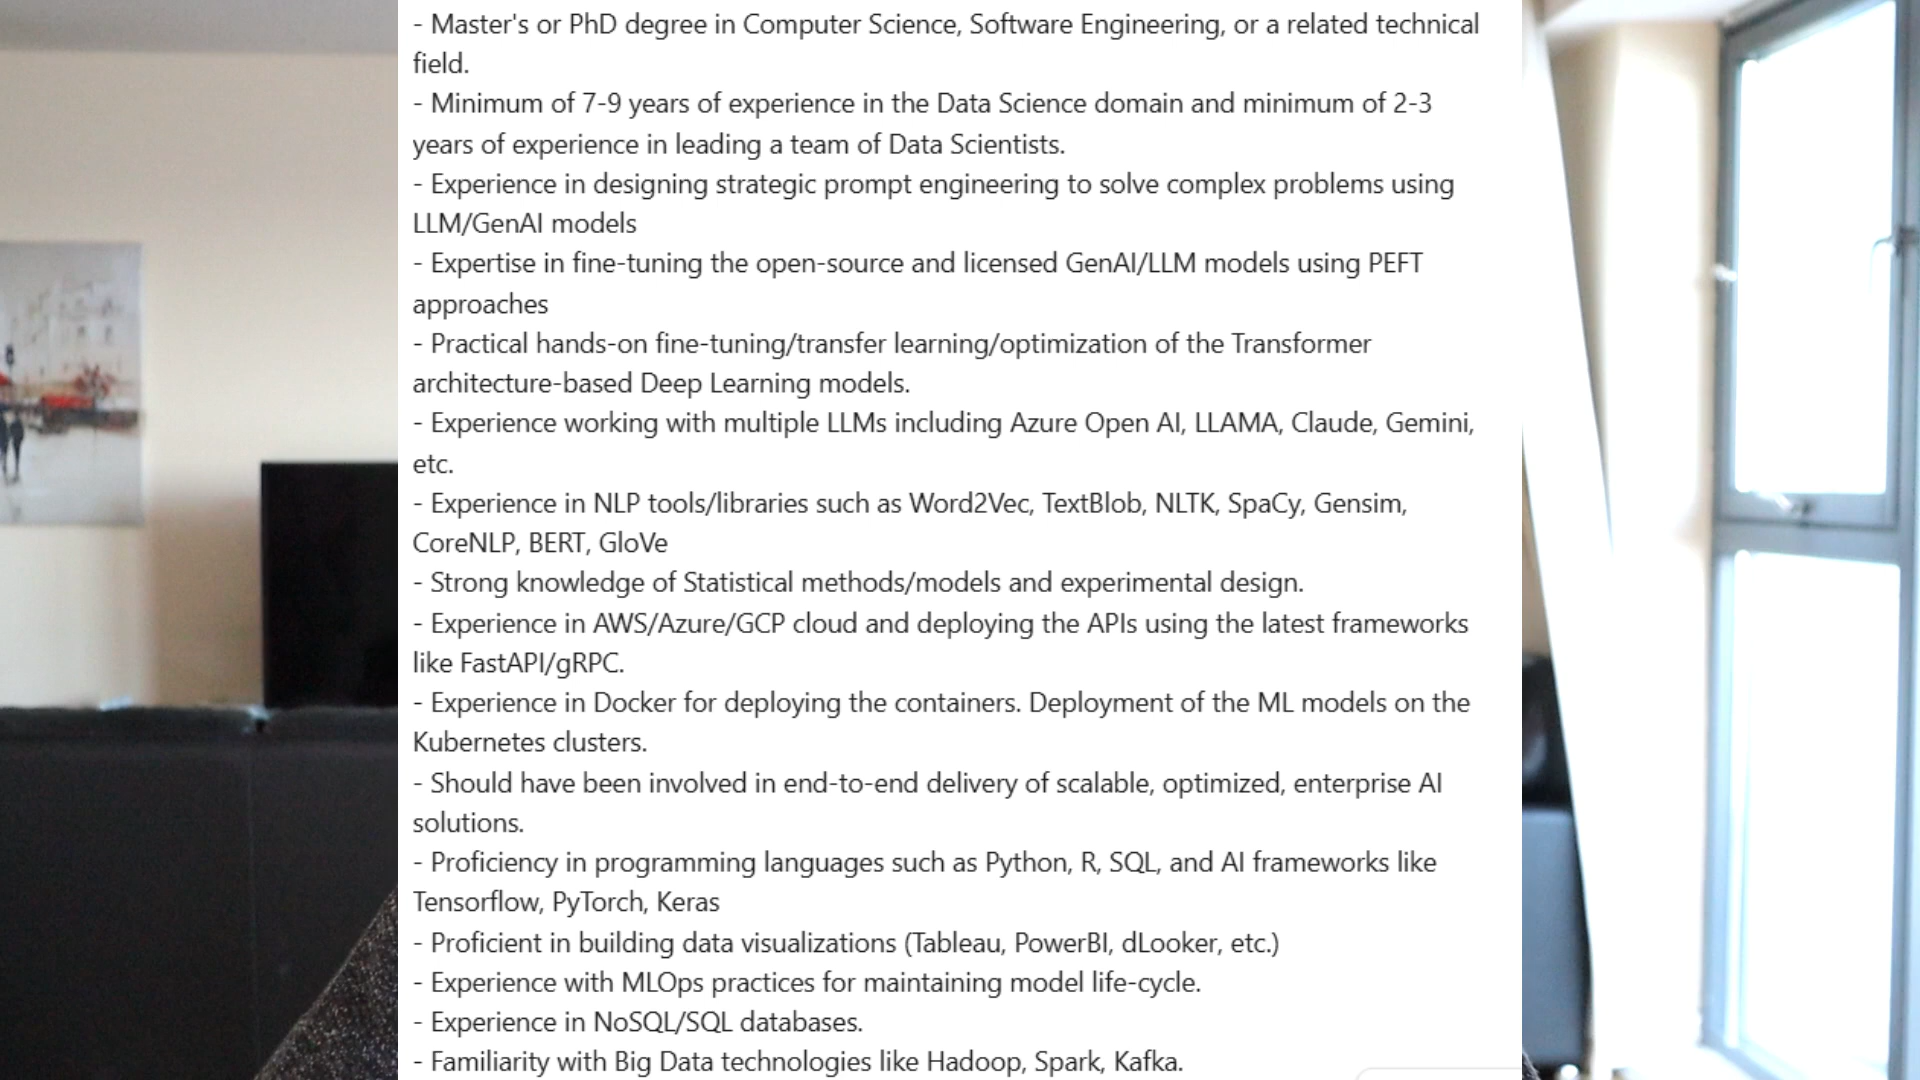 - Master's or PhD degree in Computer Science, Software Engineering, or a related technical
field.
- Minimum of 7-9 years of experience in the Data Science domain and minimum of 2-3
years of experience in leading a team of Data Scientists.
- Experience in designing strategic prompt engineering to solve complex problems using
LLM/GenAI models
- Expertise in fine-tuning the open-source and licensed GenAI/LLM models using PEFT
approaches
- Practical hands-on fine-tuning/transfer learning/optimization of the Transformer
architecture-based Deep Learning models.
- Experience working with multiple LLMs including Azure Open AI, LLAMA, Claude, Gemini,
etc.
- Experience in NLP tools/libraries such as Word2Vec, TextBlob, NLTK, SpaCy, Gensim,
CoreNLP, BERT, GloVe
- Strong knowledge of Statistical methods/models and experimental design.
- Experience in AWS/Azure/GCP cloud and deploying the APIs using the latest frameworks
like FastAPI/gRPC.
- Experience in Docker for deploying the containers. Deployment of the ML models on the
Kubernetes clusters.
- Should have been involved in end-to-end delivery of scalable, optimized, enterprise AI
solutions.
- Proficiency in programming languages such as Python, R, SQL, and AI frameworks like
Tensorflow, PyTorch, Keras
- Proficient in building data visualizations (Tableau, PowerBI, dLooker, etc.)
- Experience with MLOps practices for maintaining model life-cycle.
- Experience in NoSQL/SQL databases.
- Familiarity with Big Data technologies like Hadoop, Spark, Kafka.